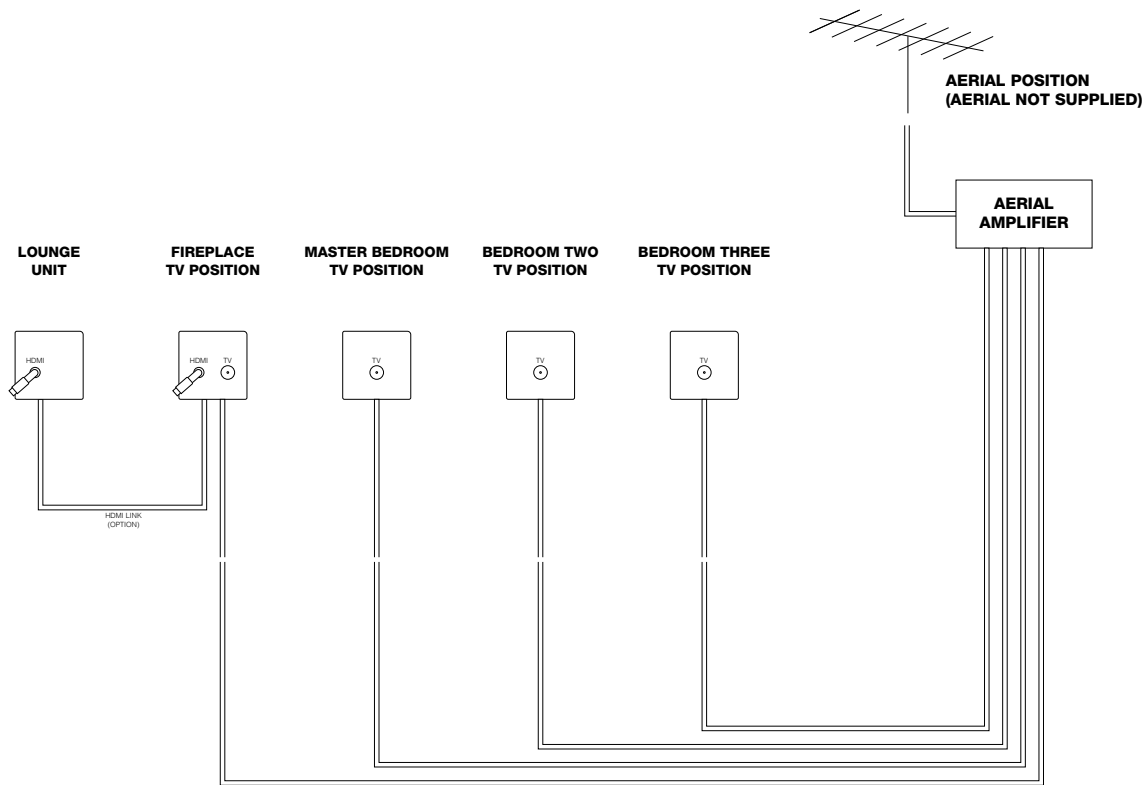 AERIAL POSITION
(AERIAL NOT SUPPLIED)
AERIAL
AMPLIFIER
LOUNGE
UNIT
FIREPLACE
TV POSITION
MASTER BEDROOM
TV POSITION
BEDROOM TWO
TV POSITION
BEDROOM THREE
TV POSITION
HDMI
HDMI
TV
TV
TV
TV
HDMI LINK
(OPTION)